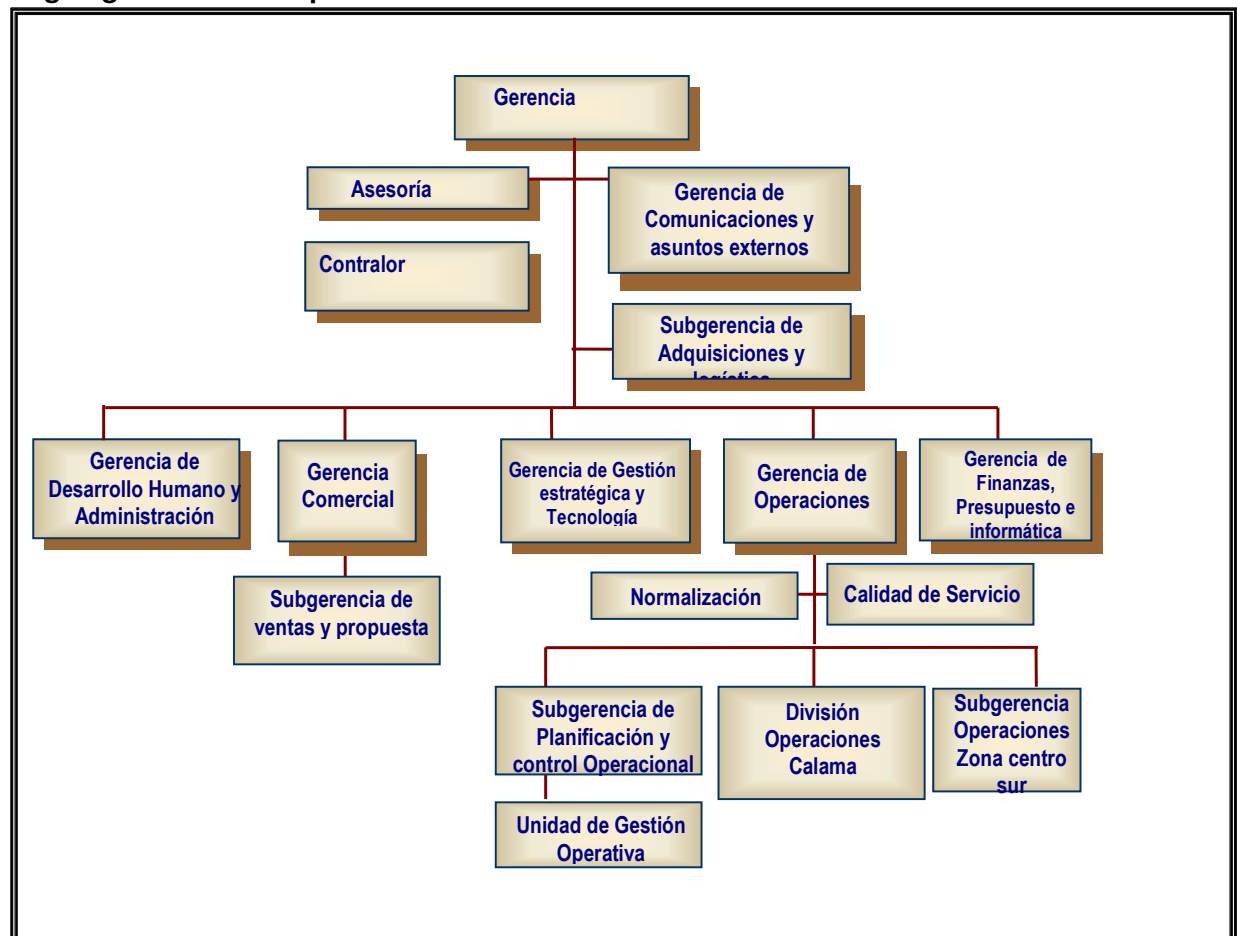 Gerencia
Asesoría
Gerencia de
Comunicaciones y
asuntos externos
Contralor
Subgerencia de
Adquisiciones y
logística
Gerencia de
Desarrollo Humano y
Administración
Gerencia
Comercial
Gerencia de Gestión
estratégica y
Tecnología
Gerencia de
Operaciones
Gerencia de
Finanzas,
Presupuesto e
informática
Subgerencia de
ventas y propuesta
Normalización
Calidad de Servicio
Subgerencia de
Planificación y
control Operacional
División
Operaciones
Calama
Subgerencia
Operaciones
Zona centro
sur
Unidad de Gestión
Operativa